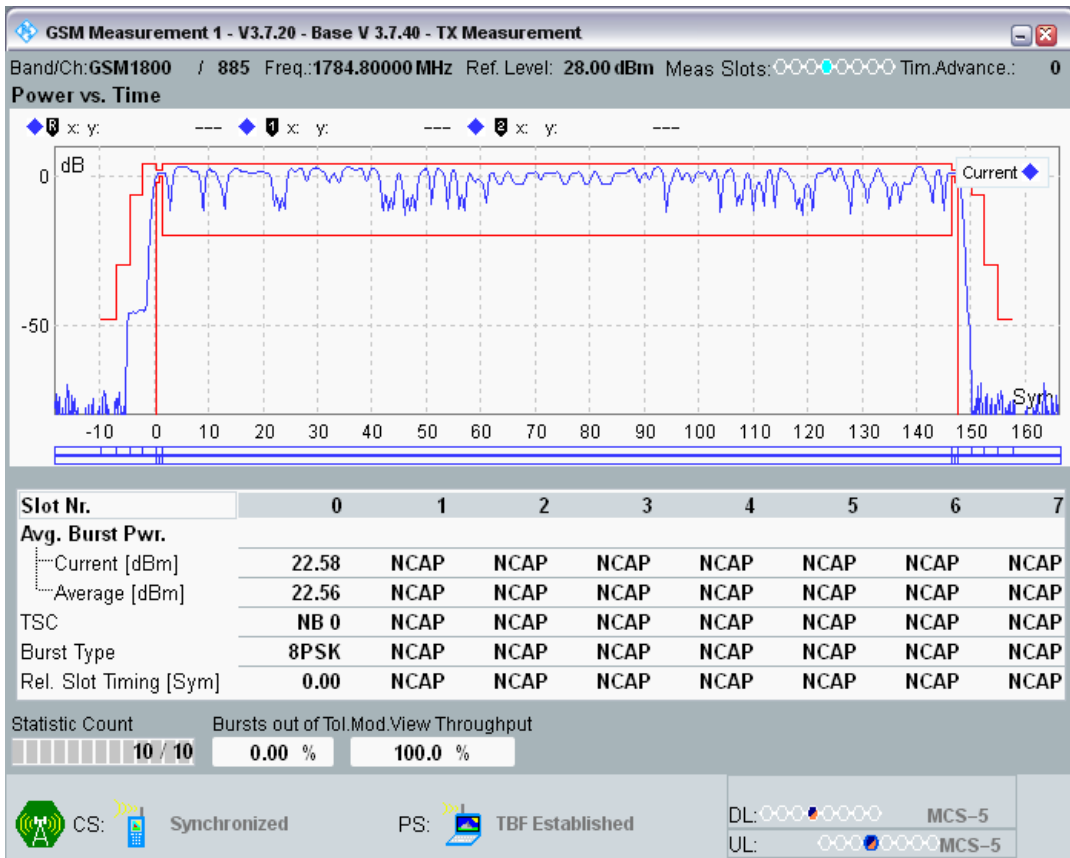 GSM Measurement 1 - V3.7.20 - Base V 3.7.40 - TX Measurement
Band/Ch:GSM1800 / 885 Freq.:1784.80000 MHz Ref. Level: 28.00 dBm Meas Slots: Tim.Advance.: 0
Power vs. Time
R x: y: --- 1 x: y: --- 2 x: y: ---
dB
Current
0
-50
Sym
-10 0 10 20 30 40 50 60 70 80 90 100 110 120 130 140 150 160
Slot Nr. 0 1 2 3 4 5 6 7
Avg. Burst Pwr.
Current [dBm] 22.58 NCAP NCAP NCAP NCAP NCAP NCAP NCAP
Average [dBm] 22.56 NCAP NCAP NCAP NCAP NCAP NCAP NCAP
TSC NB 0 NCAP NCAP NCAP NCAP NCAP NCAP NCAP
Burst Type 8PSK NCAP NCAP NCAP NCAP NCAP NCAP NCAP
Rel. Slot Timing [Sym] 0.00 NCAP NCAP NCAP NCAP NCAP NCAP NCAP
Statistic Count Bursts out of Tol.Mod.View Throughput
10 / 10 0.00 % 100.0 %
CS: Synchronized PS: TBF Established DL: MCS-5
UL: MCS-5